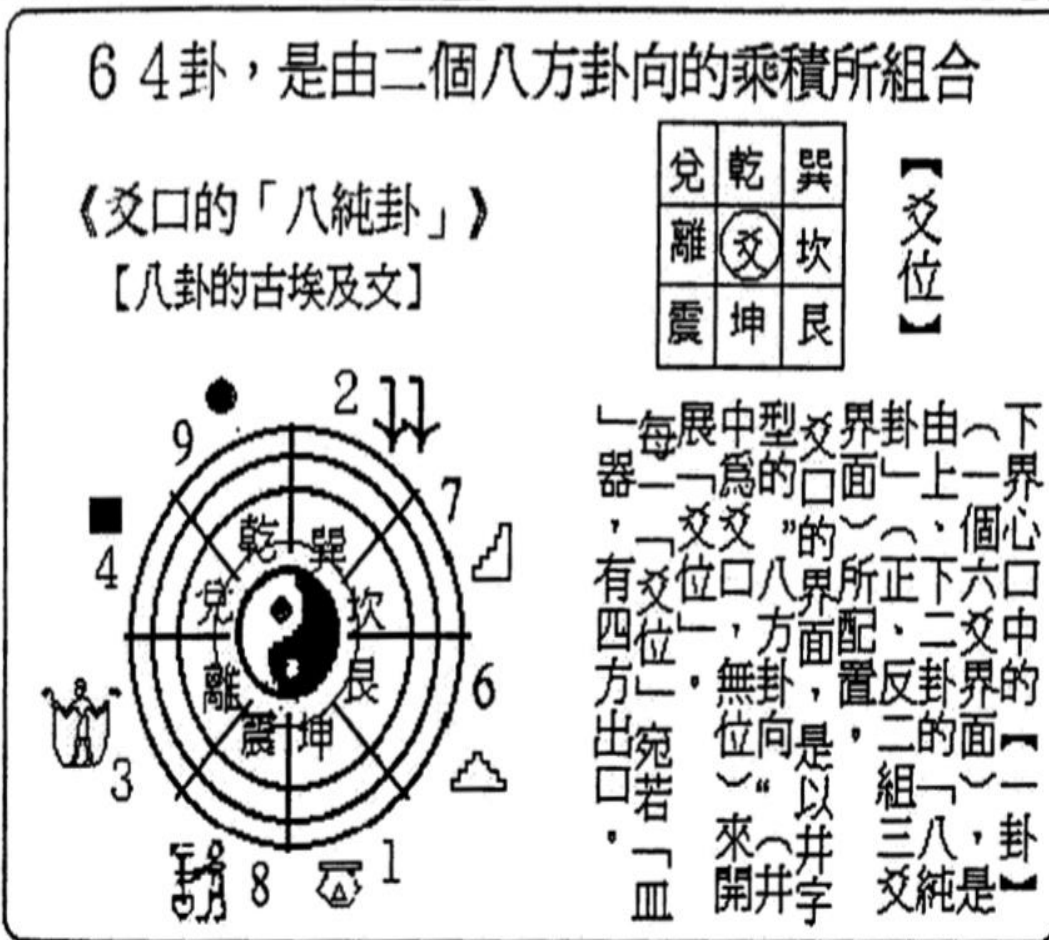 64卦，是由二個八方卦向的乘積所組合
《爻口的「八純卦」》
[八卦的古埃及文]
兌 乾 巽
離 爻 坎
震 坤 艮
【爻位】
下界心口中的【一卦】
（一個六爻界面），是
由上、下二卦的「八純
卦」（正、反二組三爻
界面）所配置。
爻口的界面，是以井字
型的”八方卦向“（井
中爲爻口，無位）來開
展「爻位」。
每一「爻位」宛若「皿
」器，有四方出口。
9
2
7
6
1
8
3
4
乾
巽
坎
艮
坤
震
離
兌